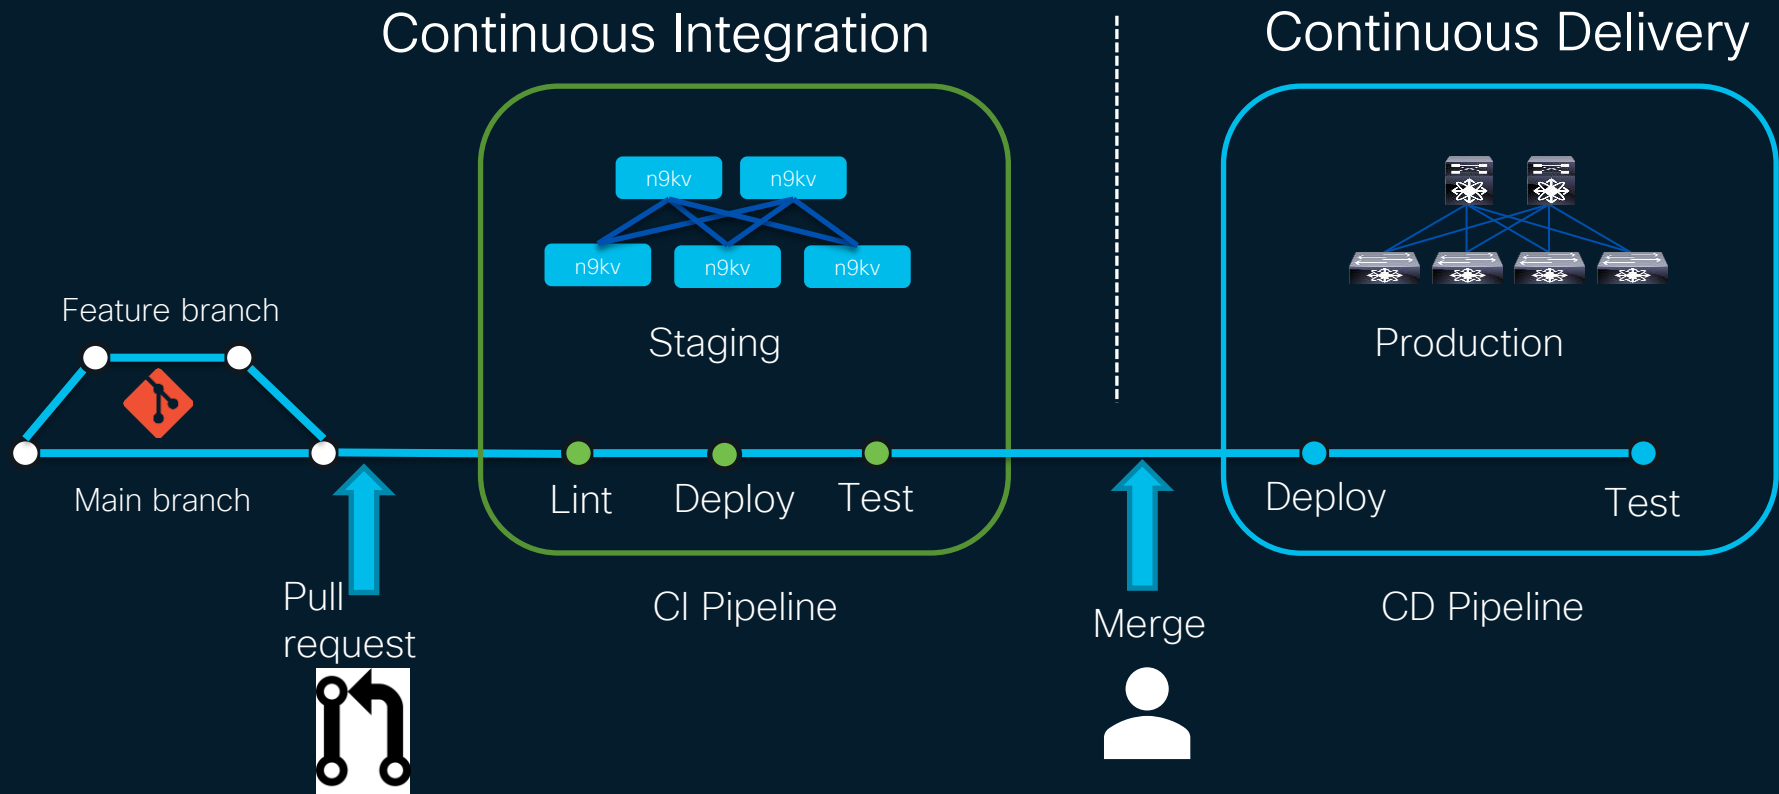 Continuous Integration
Continuous Delivery
n9kv
n9kv
n9kv
n9kv
n9kv
Staging
Production
Feature branch
Main branch
Lint
Deploy
Test
Deploy
Test
Pull
request
CI Pipeline
Merge
CD Pipeline